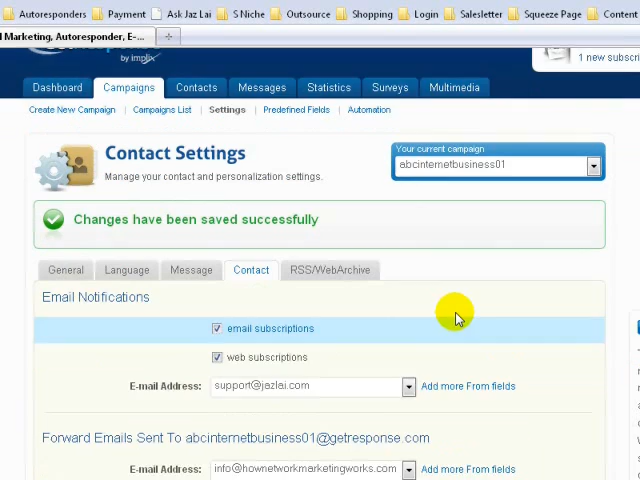 Autoresponders Payment Ask Jaz Lai S Niche Outsource Shopping Login Salesletter Squeeze Page Content
l Marketing, Autoresponder, E-...
by implix
1 new subscri
Dashboard Campaigns Contacts Messages Statistics Surveys Multimedia
Create New Campaign Campaigns List Settings Predefined Fields Automation
Contact Settings
Manage your contact and personalization settings.
Your current campaign
abcinternetbusiness01
Changes have been saved successfully
General Language Message Contact RSS/WebArchive
Email Notifications
email subscriptions
web subscriptions
E-mail Address: support@jazlai.com Add more From fields
Forward Emails Sent To abcinternetbusiness01@getresponse.com
E-mail Address: info@hownetworkmarketingworks.com Add more From fields